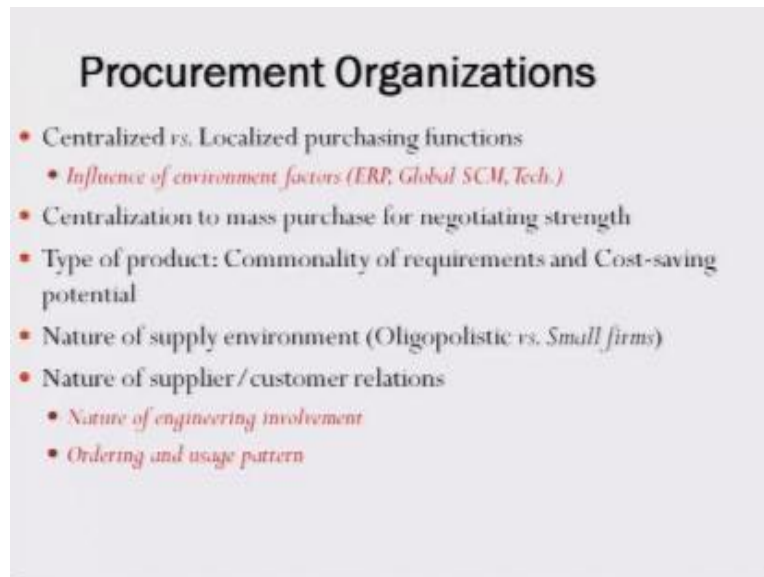 Procurement Organizations
• Centralized vs. Localized purchasing functions
• Influence of environment factors (ERP, Global SCM, Tech.)
• Centralization to mass purchase for negotiating strength
• Type of product: Commonality of requirements and Cost-saving
potential
• Nature of supply environment (Oligopolistic vs. Small firms)
• Nature of supplier/customer relations
• Nature of engineering involvement
• Ordering and usage pattern